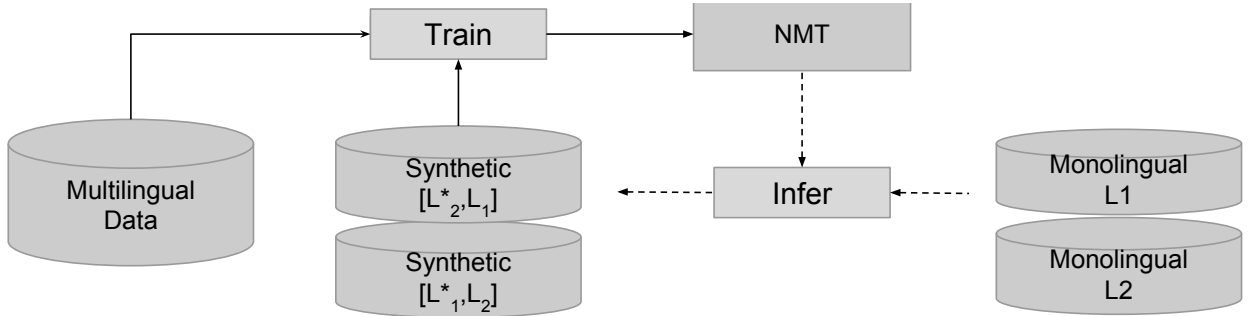 Train
NMT
Multilingual
Data
Synthetic
[L*₂,L₁]
Synthetic
[L*₁,L₂]
Infer
Monolingual
L1
Monolingual
L2